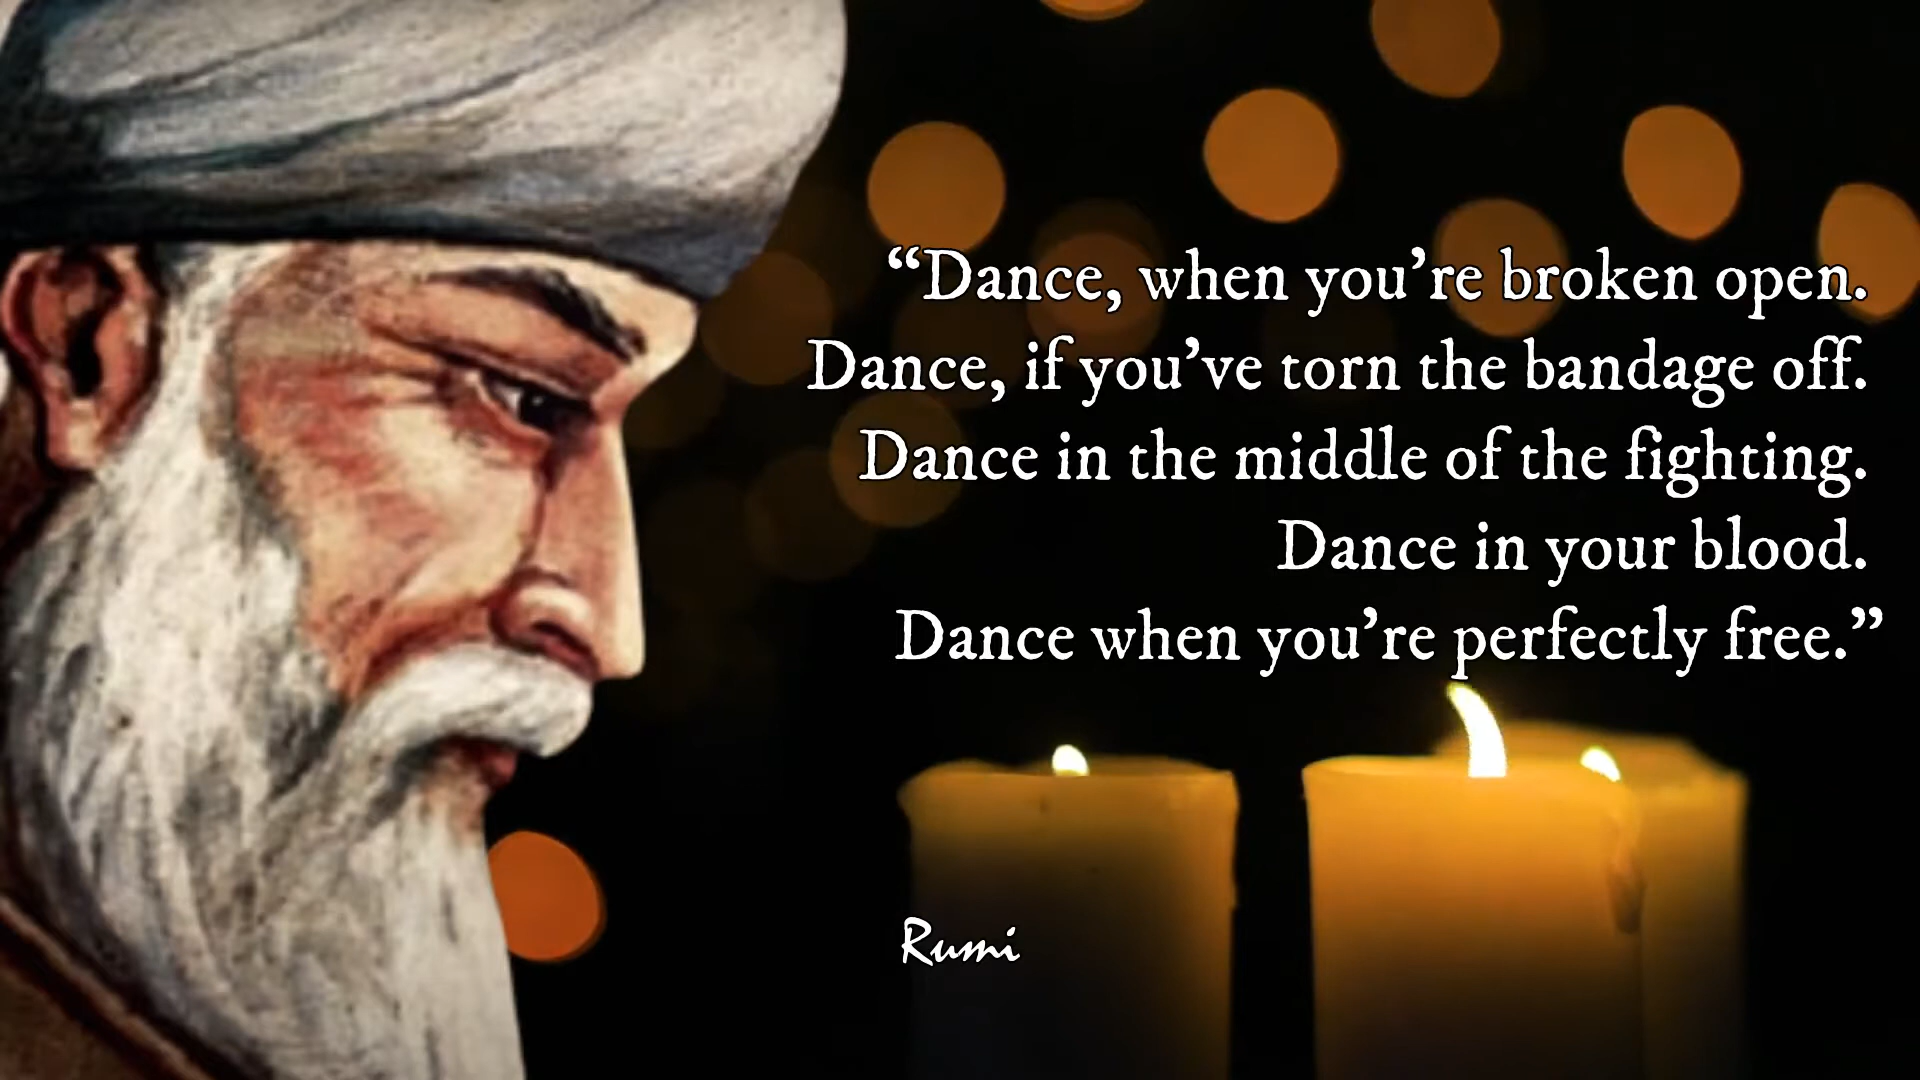 “Dance, when you’re broken open.
Dance, if you’ve torn the bandage off.
Dance in the middle of the fighting.
Dance in your blood.
Dance when you’re perfectly free.”
Rumi